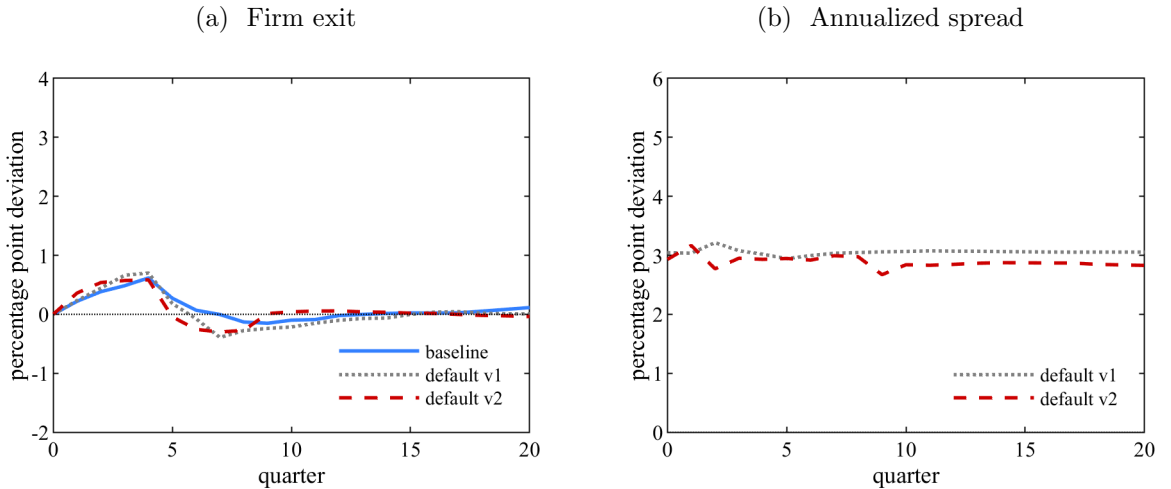 (a) Firm exit
percentage point deviation
4
3
2
1
0
-1
-2
0
5
10
15
20
quarter
baseline
default v1
default v2
(b) Annualized spread
percentage point deviation
6
5
4
3
2
1
0
0
5
10
15
20
quarter
default v1
default v2